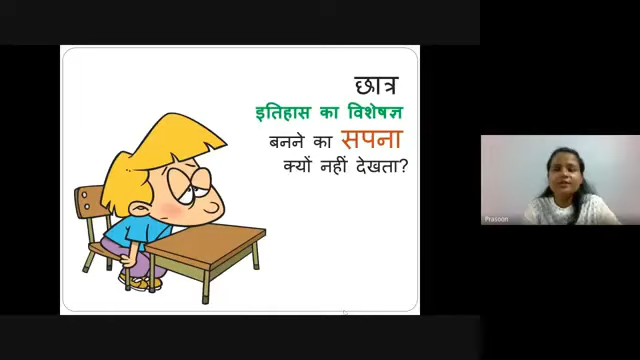 छात्र
इतिहास का विशेषज्ञ
बनने का सपना
क्यों नहीं देखता?
Prasoon